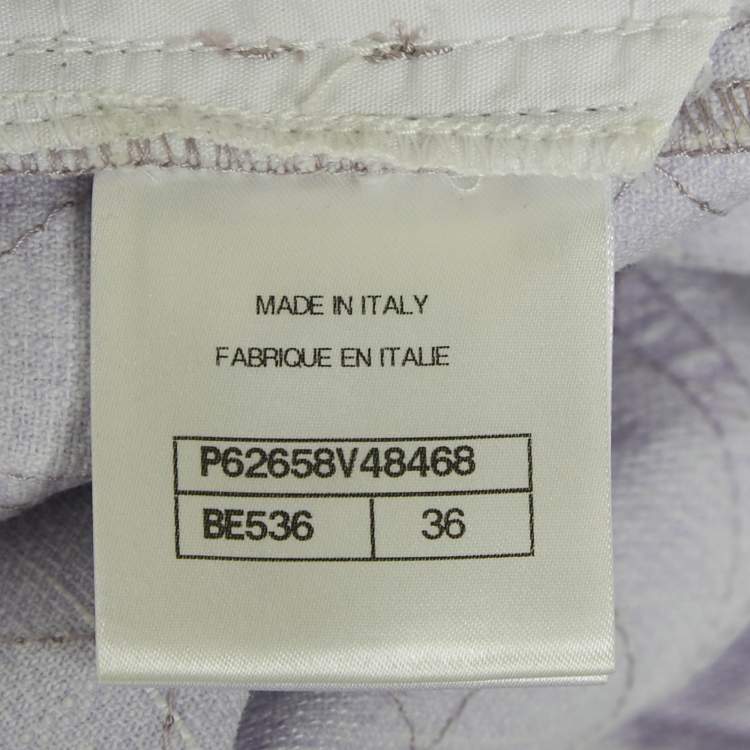 MADE IN ITALY
FABRIQUE EN ITALIE
P62658V48468
BE536 36